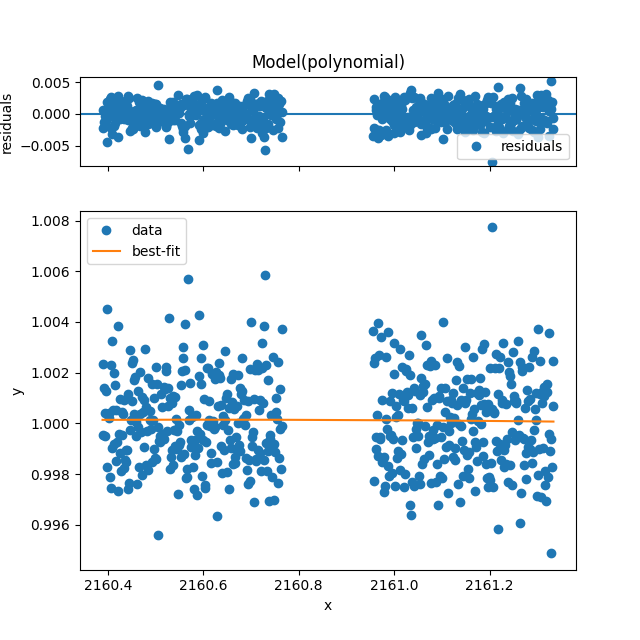 Model(polynomial)
0.005
0.000
−0.005
residuals
residuals
1.008
1.006
1.004
1.002
1.000
0.998
0.996
y
data
best-fit
2160.4 2160.6 2160.8 2161.0 2161.2
x